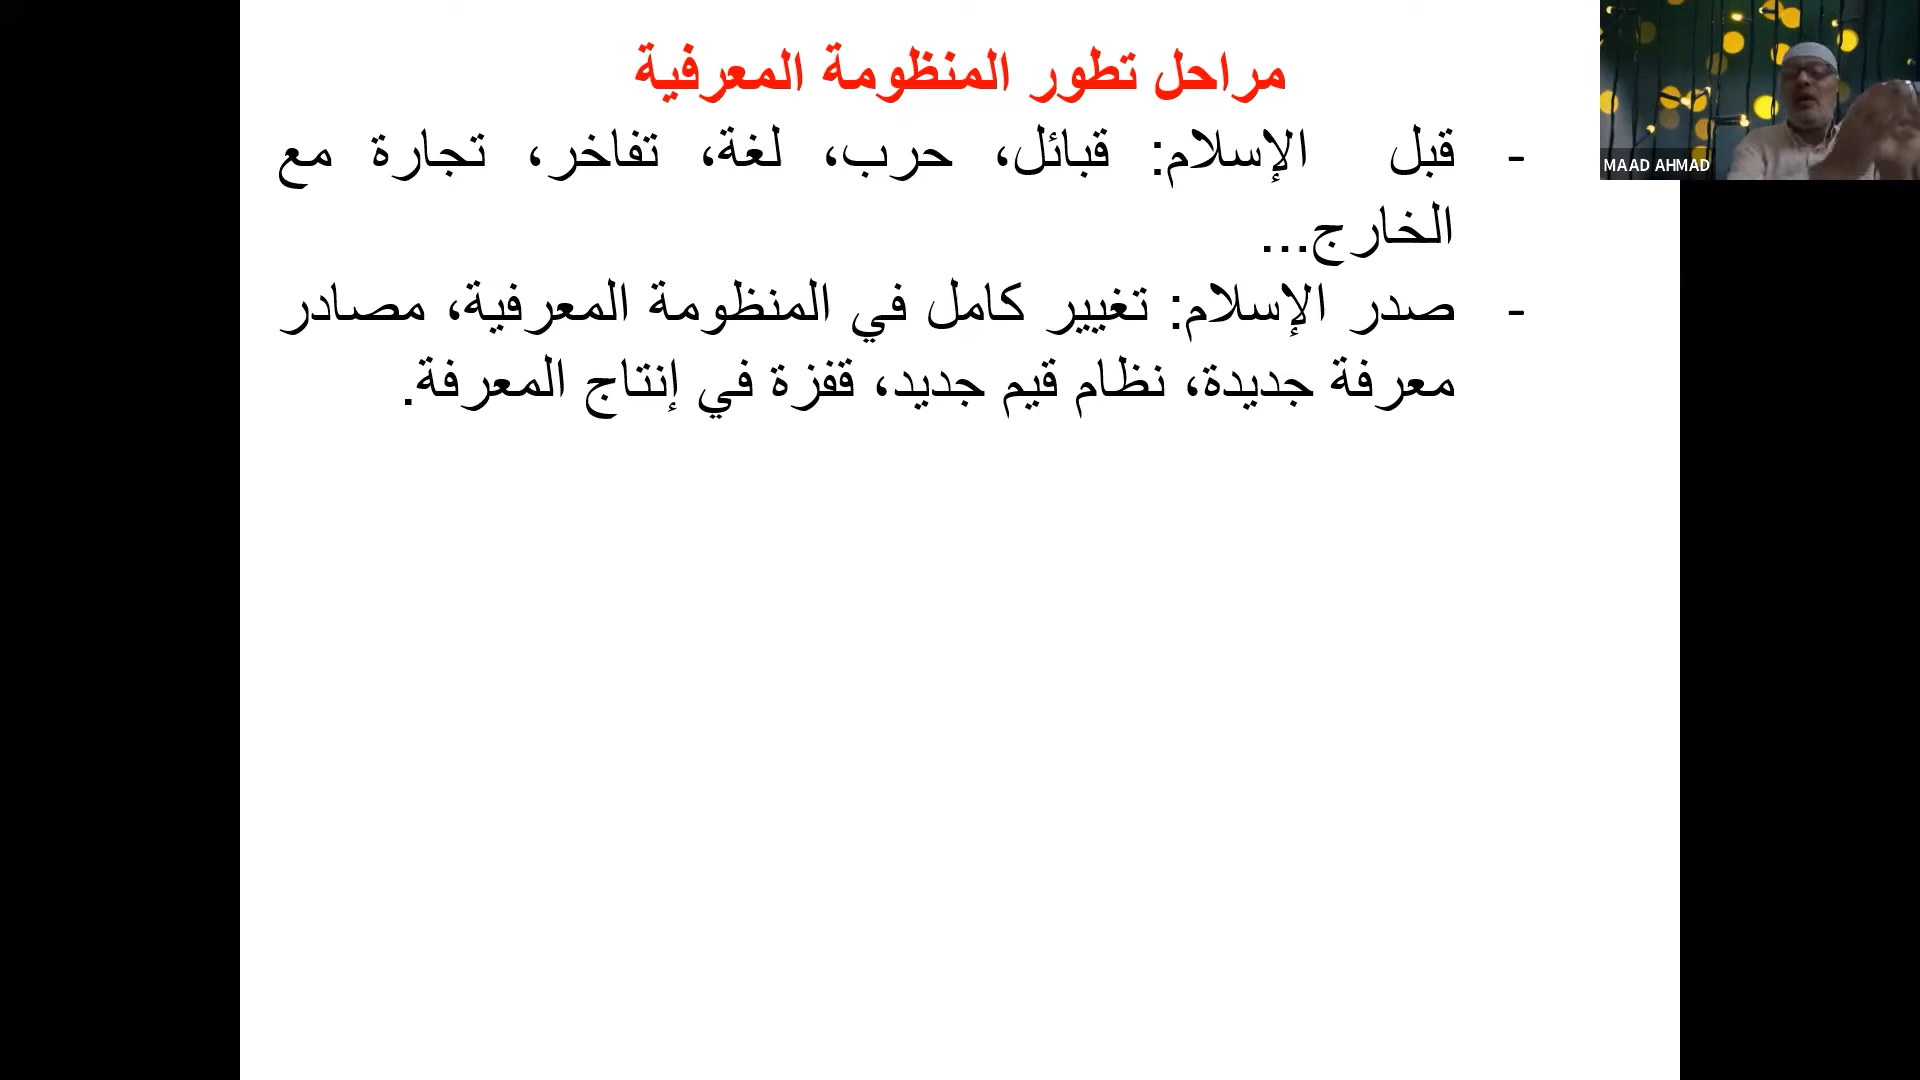 مراحل تطور المنظومة المعرفية
- قبل الإسلام: قبائل، حرب، لغة، تفاخر، تجارة مع
الخارج...
- صدر الإسلام: تغيير كامل في المنظومة المعرفية، مصادر
معرفة جديدة، نظام قيم جديد، قفزة في إنتاج المعرفة.
MAAD AHMAD